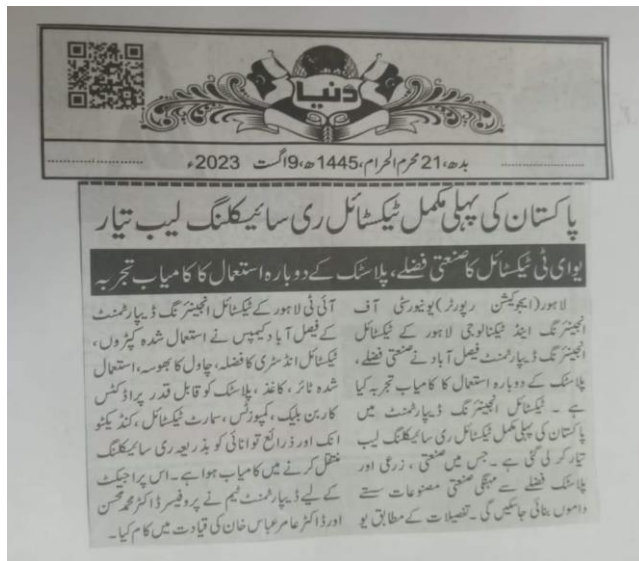 دنیا
بدھ، 21 محرم الحرام، 1445ھ، 9 اگست 2023ء
پاکستان کی پہلی مکمل ٹیکسٹائل ری سائیکلنگ لیب تیار
یو ای ٹی ٹیکسٹائل کا صنعتی فضلے، پلاسٹک کے دوبارہ استعمال کا کامیاب تجربہ
لاہور (ایجوکیشن رپورٹر) یونیورسٹی آف
انجینئرنگ اینڈ ٹیکنالوجی لاہور کے ٹیکسٹائل
انجینئرنگ ڈیپارٹمنٹ فیصل آباد نے صنعتی فضلے،
پلاسٹک کے دوبارہ استعمال کا کامیاب تجربہ کیا
ہے ۔ ٹیکسٹائل انجینئرنگ ڈیپارٹمنٹ میں
پاکستان کی پہلی مکمل ٹیکسٹائل ری سائیکلنگ لیب
تیار کر لی گئی ہے ۔ جس میں صنعتی ، زرعی اور
پلاسٹک فضلے سے مہنگی صنعتی مصنوعات سستے
داموں بنائی جاسکیں گی ۔ تفصیلات کے مطابق یو
آئی ٹی لاہور کے ٹیکسٹائل انجینئرنگ ڈیپارٹمنٹ
کے فیصل آباد کیمپس نے استعمال شدہ کپڑوں،
ٹیکسٹائل انڈسٹری کا فضلہ، چاول کا بھوسہ، استعمال
شدہ ٹائر، کاغذ، پلاسٹک کو قابل قدر پراڈکٹس
کاربن بلیک، کمپوزٹس، سمارٹ ٹیکسٹائل، کنڈیکٹو
انک اور ذرائع توانائی کو بذریعہ ری سائیکلنگ
منتقل کرنے میں کامیاب ہوا ہے ۔ اس پراجیکٹ
کے لیے ڈیپارٹمنٹ ٹیم نے پروفیسر ڈاکٹر محمد محسن
اور ڈاکٹر عامر عباس خان کی قیادت میں کام کیا ۔